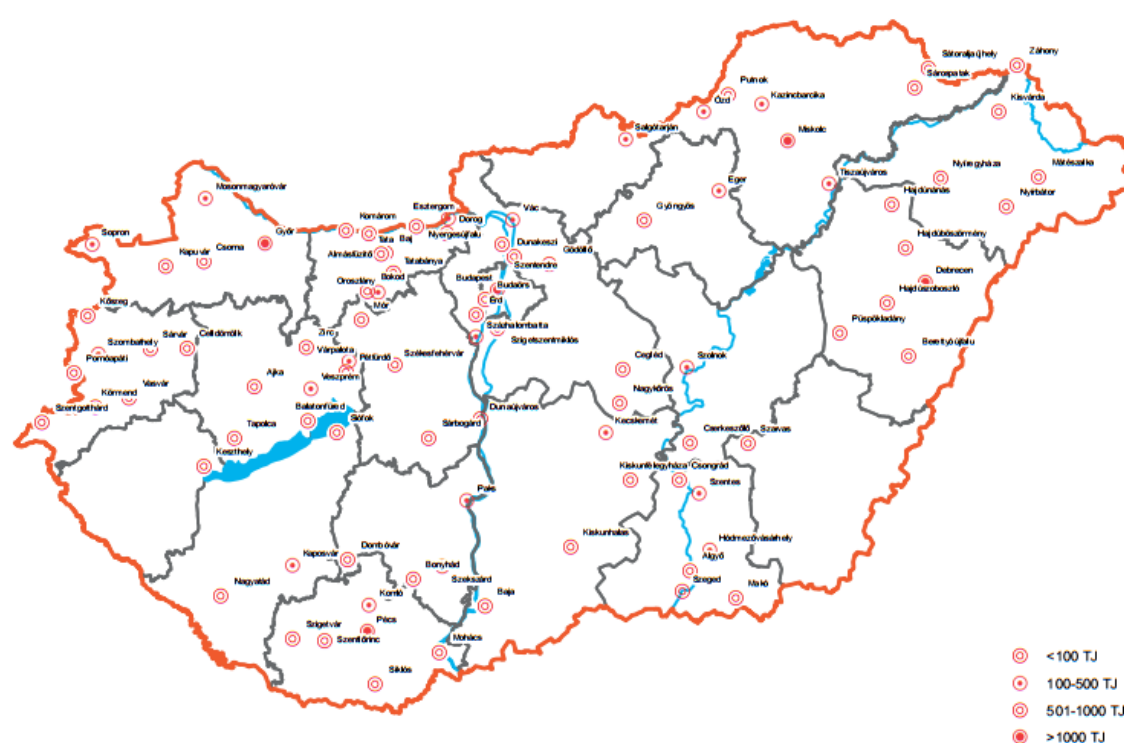 Sátoraljaújhely
Záhony
Sárospatak
Putnok
Kazincbarcika
Ózd
Kisvárda
Salgótarján
Miskolc
Nyíregyháza
Mátészalka
Tiszaújváros
Eger
Mosonmagyaróvár
Hajdúnánás
Nyírbátor
Esztergom
Dorog
Vác
Gyöngyös
Komárom
Sopron
Győr
Nyergesújfalu
Kapuvár
Csorna
Tata
Baj
Dunakeszi
Gödöllő
Hajdúböszörmény
Almásfüzitő
Szentendre
Tatabánya
Bokod
Budapest
Budaörs
Debrecen
Oroszlány
Kőszeg
Mór
Érd
Hajdúszoboszló
Püspökladány
Százhalombatta
Szigetszentmiklós
Zirc
Celldömölk
Sárvár
Szombathely
Várpalota
Pétfürdő
Székesfehérvár
Pornóapáti
Cegléd
Szolnok
Berettyóújfalu
Ajka
Veszprém
Vasvár
Körmend
Nagykőrös
Szentgotthárd
Balatonfüred
Siófok
Dunaújváros
Tapolca
Sárbogárd
Kecskemét
Cserkeszőlő
Szarvas
Keszthely
Kiskunfélegyháza
Csongrád
Szentes
Paks
Kiskunhalas
Hódmezővásárhely
Algyő
Kaposvár
Dombóvár
Bonyhád
Szekszárd
Szeged
Makó
Nagyatád
Komló
Baja
Pécs
Szigetvár
Szentlőrinc
Mohács
Siklós
<100 TJ
100-500 TJ
501-1000 TJ
>1000 TJ